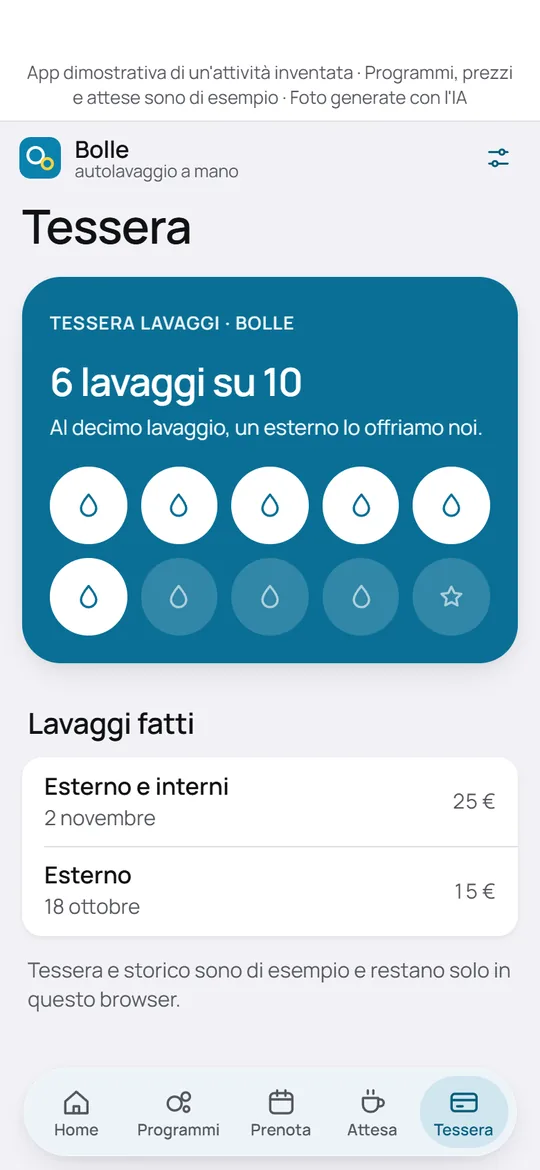 App dimostrativa di un'attività inventata · Programmi, prezzi
e attese sono di esempio · Foto generate con l'IA
Bolle
autolavaggio a mano
Tessera
TESSERA LAVAGGI · BOLLE
6 lavaggi su 10
Al decimo lavaggio, un esterno lo offriamo noi.
Lavaggi fatti
Esterno e interni
25 €
2 novembre
Esterno
15 €
18 ottobre
Tessera e storico sono di esempio e restano solo in
questo browser.
Home
Programmi
Prenota
Attesa
Tessera